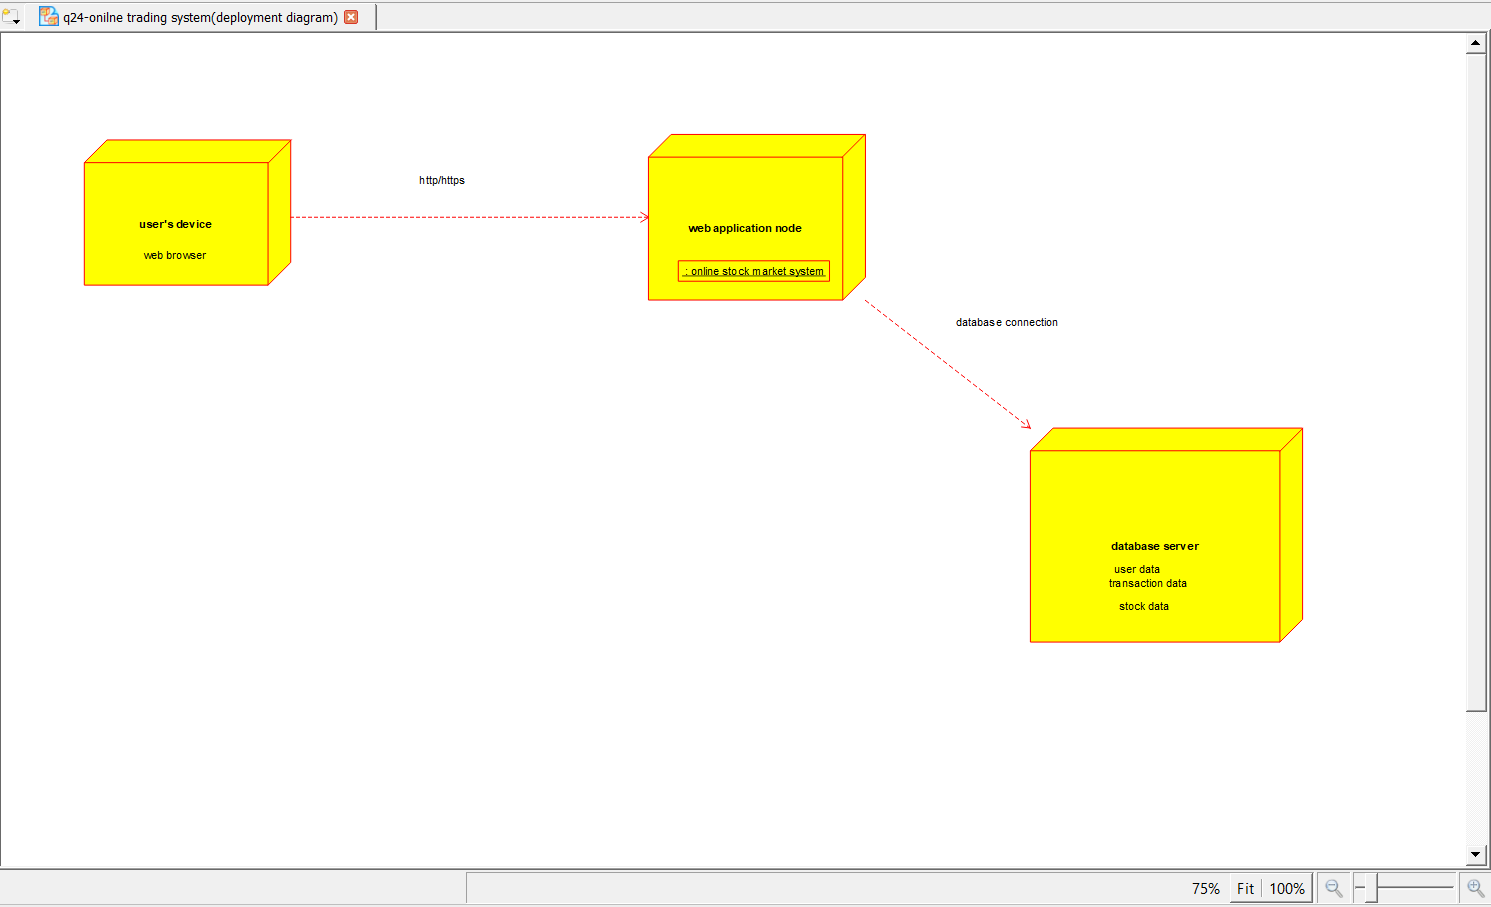 q24-onilne trading system(deployment diagram)
http/https
user's device
web browser
web application node
: online stock market system
database connection
database server
user data
transaction data
stock data
75% Fit 100%